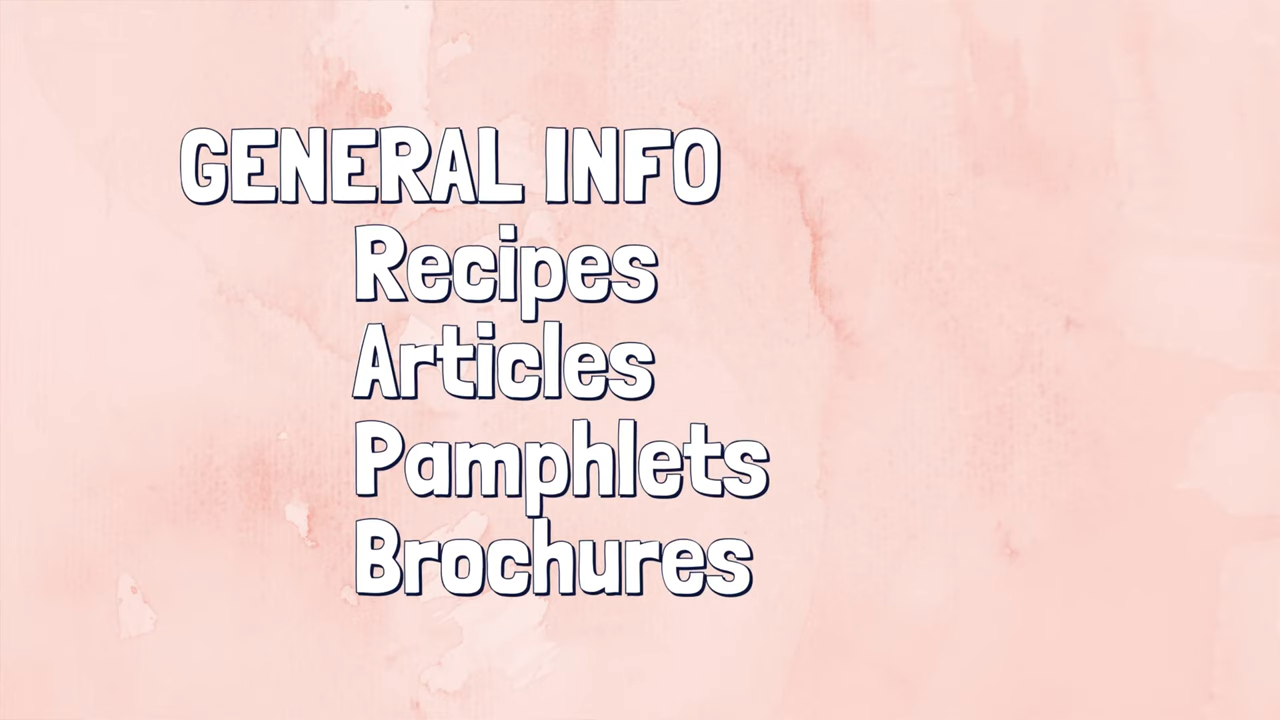 GENERAL INFO
Recipes
Articles
Pamphlets
Brochures